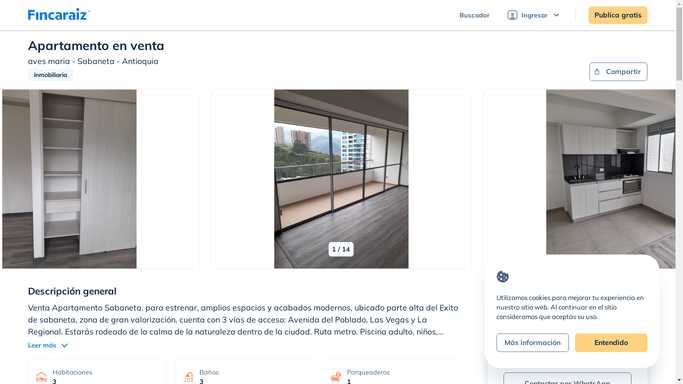 Fincaraiz
Buscador
Ingresar
Publica gratis
Apartamento en venta
aves maria - Sabaneta - Antioquia
Inmobiliaria
Compartir
1 / 14
Descripción general
Venta Apartamento Sabaneta, para estrenar, amplios espacios y acabados modernos, ubicado parte alta del Exito
de sabaneta, zona de gran valorización, cuenta con 3 vías de acceso: Avenida del Poblado, Las Vegas y La
Regional. Estarás rodeado de la calma de la naturaleza dentro de la ciudad. Ruta metro. Piscina adulto, niños,...
Leer más
Habitaciones
3
Baños
3
Parqueaderos
1
Utilizamos cookies para mejorar tu experiencia en
nuestro sitio web. Al continuar en el sitio
consideramos que aceptas su uso.
Más información
Entendido
Contactar por WhatsApp